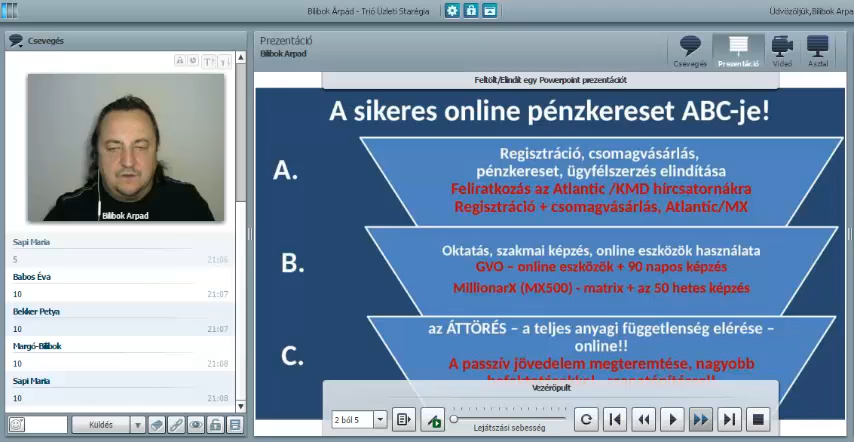 Bilibok Árpád - Trió Üzleti Starégia
Üdvözöljük,Bilibok Arpa
Csevegés
Bilibok Arpad
Sapi Maria
5 21:06
Babos Éva
10 21:07
Bekker Petya
10 21:07
Margó-Bilibok
10 21:08
Sapi Maria
10 21:08
Küldés
Prezentáció
Bilibok Arpad
Csevegés
Prezentáció
Videó
Asztal
Feltölt/Elindít egy Powerpoint prezentációt
A sikeres online pénzkereset ABC-je!
A.
Regisztráció, csomagvásárlás,
pénzkereset, ügyfélszerzés elindítása
Feliratkozás az Atlantic /KMD hírcsatornákra
Regisztráció + csomagvásárlás, Atlantic/MX
B.
Oktatás, szakmai képzés, online eszközök használata
GVO – online eszközök + 90 napos képzés
MillionarX (MX500) - matrix + az 50 hetes képzés
C.
az ÁTTÖRÉS – a teljes anyagi függetlenség elérése –
online!!
A passzív jövedelem megteremtése, nagyobb
Vezérlőpult
2 ból 5
Lejátszási sebesség